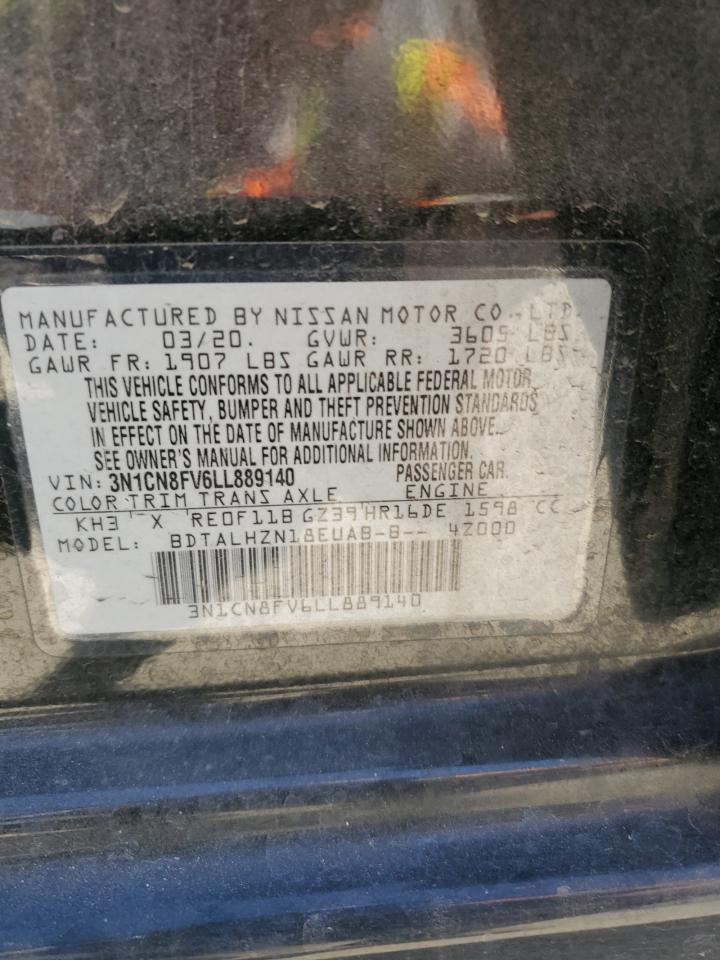 MANUFACTURED BY NISSAN MOTOR CO., LTD.
DATE: 03/20. GVWR: 3609 LBS
GAWR FR: 1907 LBS GAWR RR: 1720 LBS
THIS VEHICLE CONFORMS TO ALL APPLICABLE FEDERAL MOTOR
VEHICLE SAFETY, BUMPER AND THEFT PREVENTION STANDARDS
IN EFFECT ON THE DATE OF MANUFACTURE SHOWN ABOVE.
SEE OWNER'S MANUAL FOR ADDITIONAL INFORMATION.
VIN: 3N1CN8FV6LL889140 PASSENGER CAR.
COLOR TRIM TRANS AXLE ENGINE
KH3 X RE0F11B GZ39 HR16DE 1598 CC
MODEL: BDTALHZN18EUAB-B-- 4Z000
3N1CN8FV6LL889140